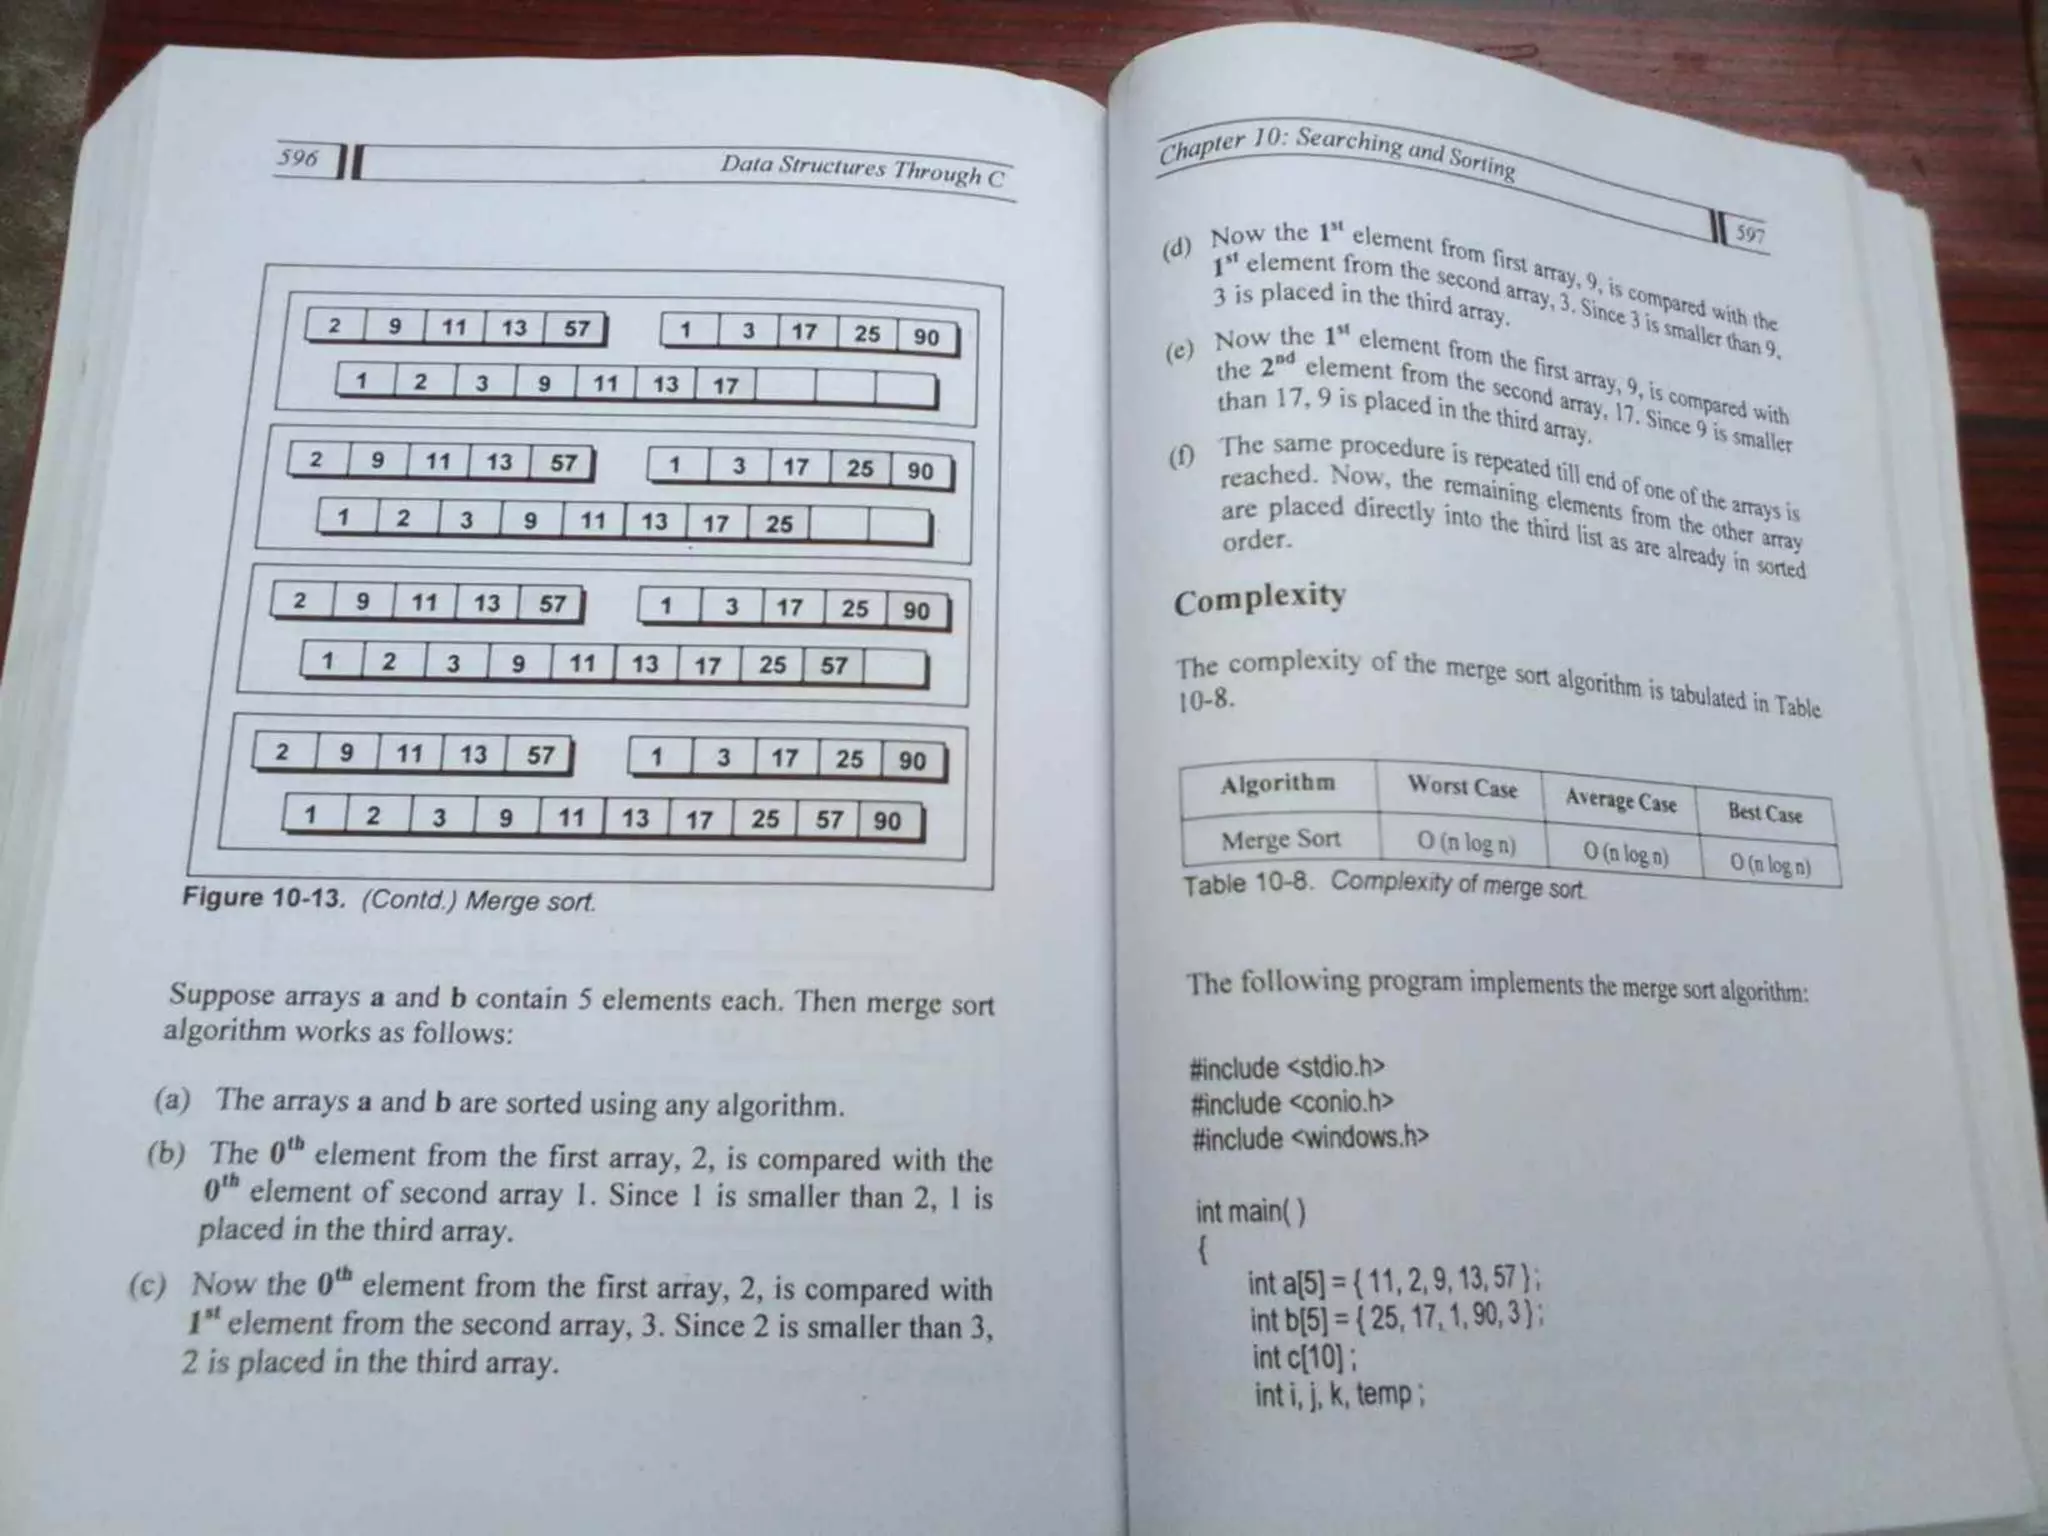 596
Data Structures Through C
2 9 11 13 57 1 3 17 25 90
1 2 3 9 11 13 17
2 9 11 13 57 1 3 17 25 90
1 2 3 9 11 13 17 25
2 9 11 13 57 1 3 17 25 90
1 2 3 9 11 13 17 25 57
2 9 11 13 57 1 3 17 25 90
1 2 3 9 11 13 17 25 57 90
Figure 10-13. (Contd.) Merge sort.
Suppose arrays a and b contain 5 elements each. Then merge sort
algorithm works as follows:
(a) The arrays a and b are sorted using any algorithm.
(b) The 0th element from the first array, 2, is compared with the
0th element of second array 1. Since 1 is smaller than 2, 1 is
placed in the third array.
(c) Now the 0th element from the first array, 2, is compared with
1st element from the second array, 3. Since 2 is smaller than 3,
2 is placed in the third array.
Chapter 10: Searching and Sorting
597
(d) Now the 1st element from first array, 9, is compared with the
1st element from the second array, 3. Since 3 is smaller than 9,
3 is placed in the third array.
(e) Now the 1st element from the first array, 9, is compared with
the 2nd element from the second array, 17. Since 9 is smaller
than 17, 9 is placed in the third array.
(f) The same procedure is repeated till end of one of the arrays is
reached. Now, the remaining elements from the other array
are placed directly into the third list as are already in sorted
order.
Complexity
The complexity of the merge sort algorithm is tabulated in Table
10-8.
Algorithm Worst Case Average Case Best Case
Merge Sort O (n log n) O (n log n) O (n log n)
Table 10-8. Complexity of merge sort.
The following program implements the merge sort algorithm:
#include <stdio.h>
#include <conio.h>
#include <windows.h>
int main( )
{
int a[5] = { 11, 2, 9, 13, 57 } ;
int b[5] = { 25, 17, 1, 90, 3 } ;
int c[10] ;
int i, j, k, temp ;